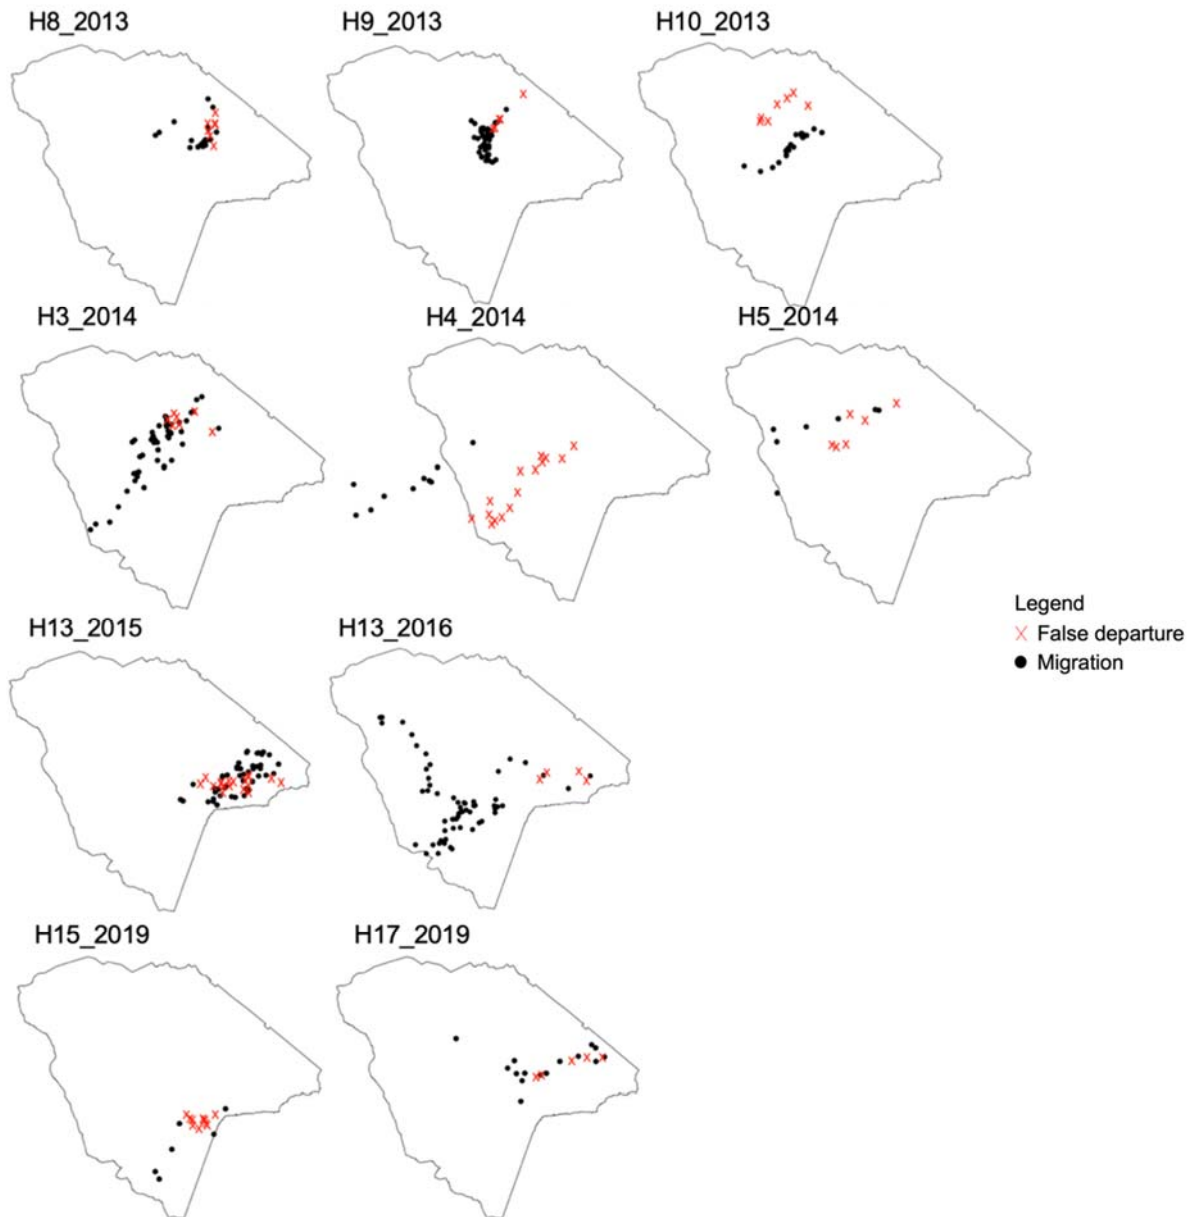 H8_2013
H9_2013
H10_2013
H3_2014
H4_2014
H5_2014
Legend
False departure
Migration
H13_2015
H13_2016
H15_2019
H17_2019